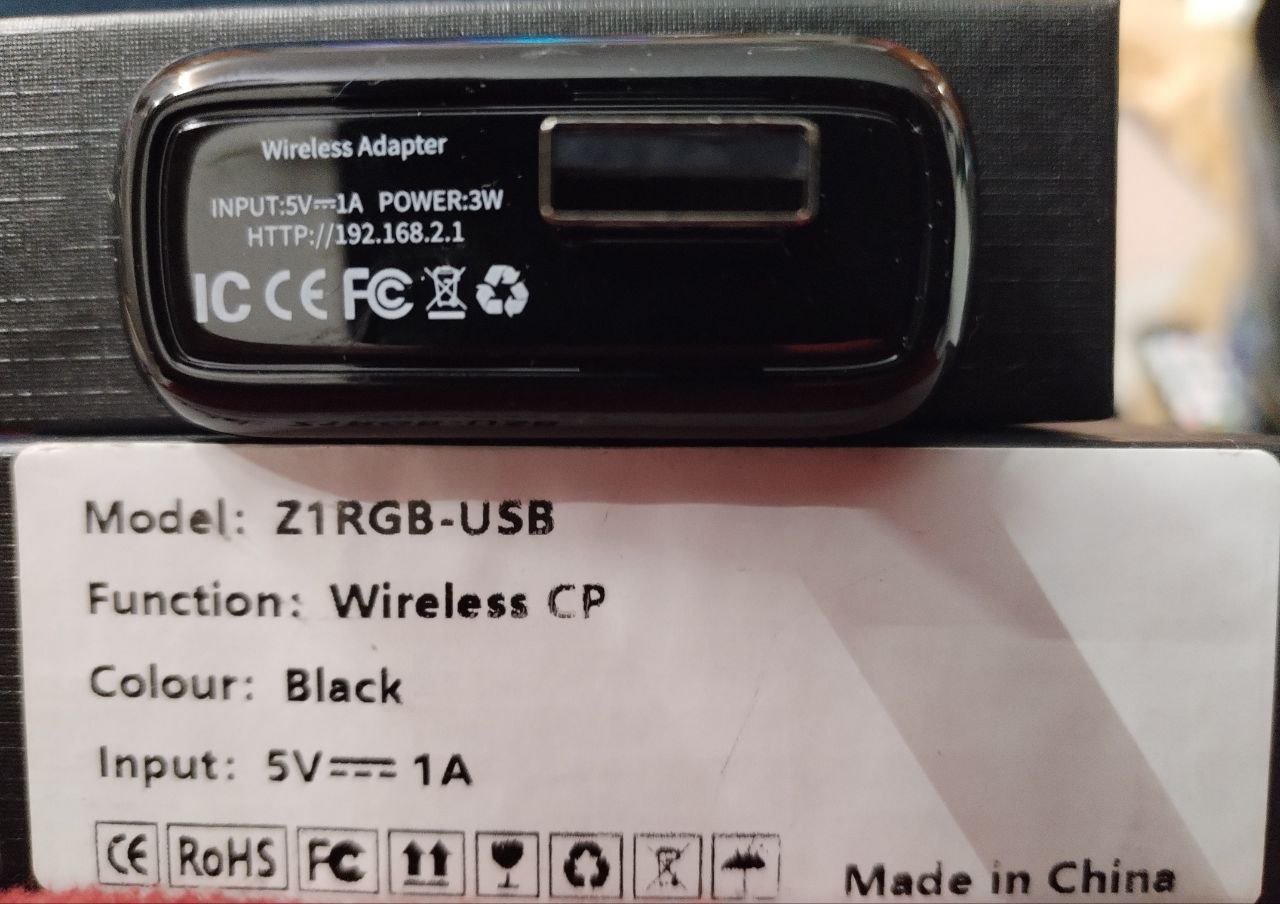 Wireless Adapter
INPUT:5V⎓1A POWER:3W
HTTP://192.168.2.1
IC CE FC
Model: Z1RGB-USB
Function: Wireless CP
Colour: Black
Input: 5V⎓1A
CE RoHS FC
Made in China